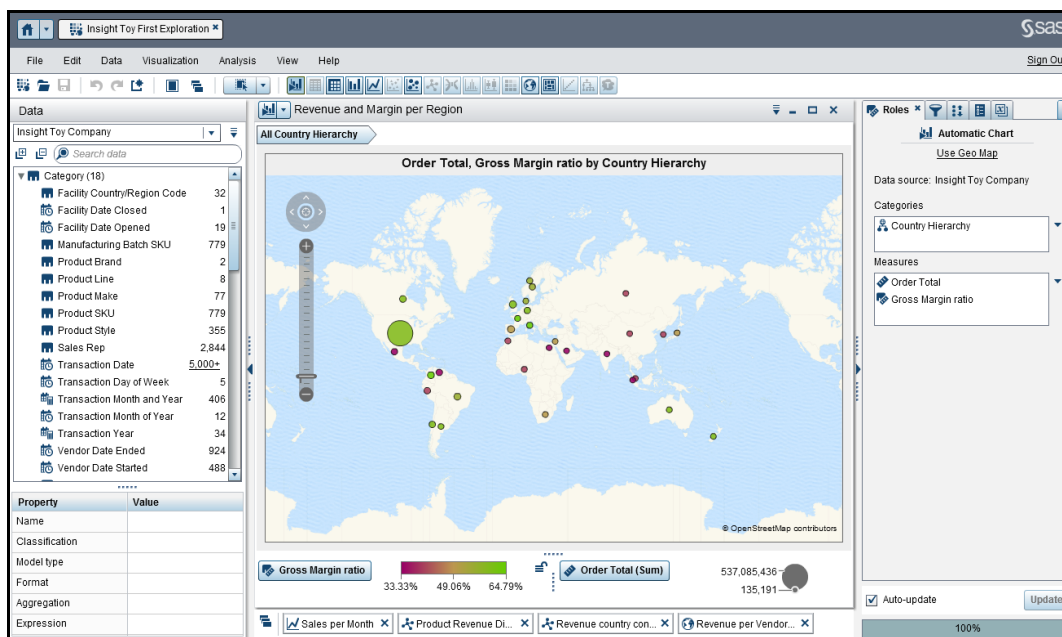 Insight Toy First Exploration
sas
File Edit Data Visualization Analysis View Help
Sign Ou
Data
Insight Toy Company
Search data
Category (18)
Facility Country/Region Code 32
Facility Date Closed 1
Facility Date Opened 19
Manufacturing Batch SKU 779
Product Brand 2
Product Line 8
Product Make 77
Product SKU 779
Product Style 355
Sales Rep 2,844
Transaction Date 5,000+
Transaction Day of Week 5
Transaction Month and Year 406
Transaction Month of Year 12
Transaction Year 34
Vendor Date Ended 924
Vendor Date Started 488
Property Value
Name
Classification
Model type
Format
Aggregation
Expression
Revenue and Margin per Region
All Country Hierarchy
Order Total, Gross Margin ratio by Country Hierarchy
© OpenStreetMap contributors
Gross Margin ratio
33.33% 49.06% 64.79%
Order Total (Sum)
537,085,436
135,191
Sales per Month
Product Revenue Di...
Revenue country con...
Revenue per Vendor...
Roles
Automatic Chart
Use Geo Map
Data source: Insight Toy Company
Categories
Country Hierarchy
Measures
Order Total
Gross Margin ratio
Auto-update
Update
100%